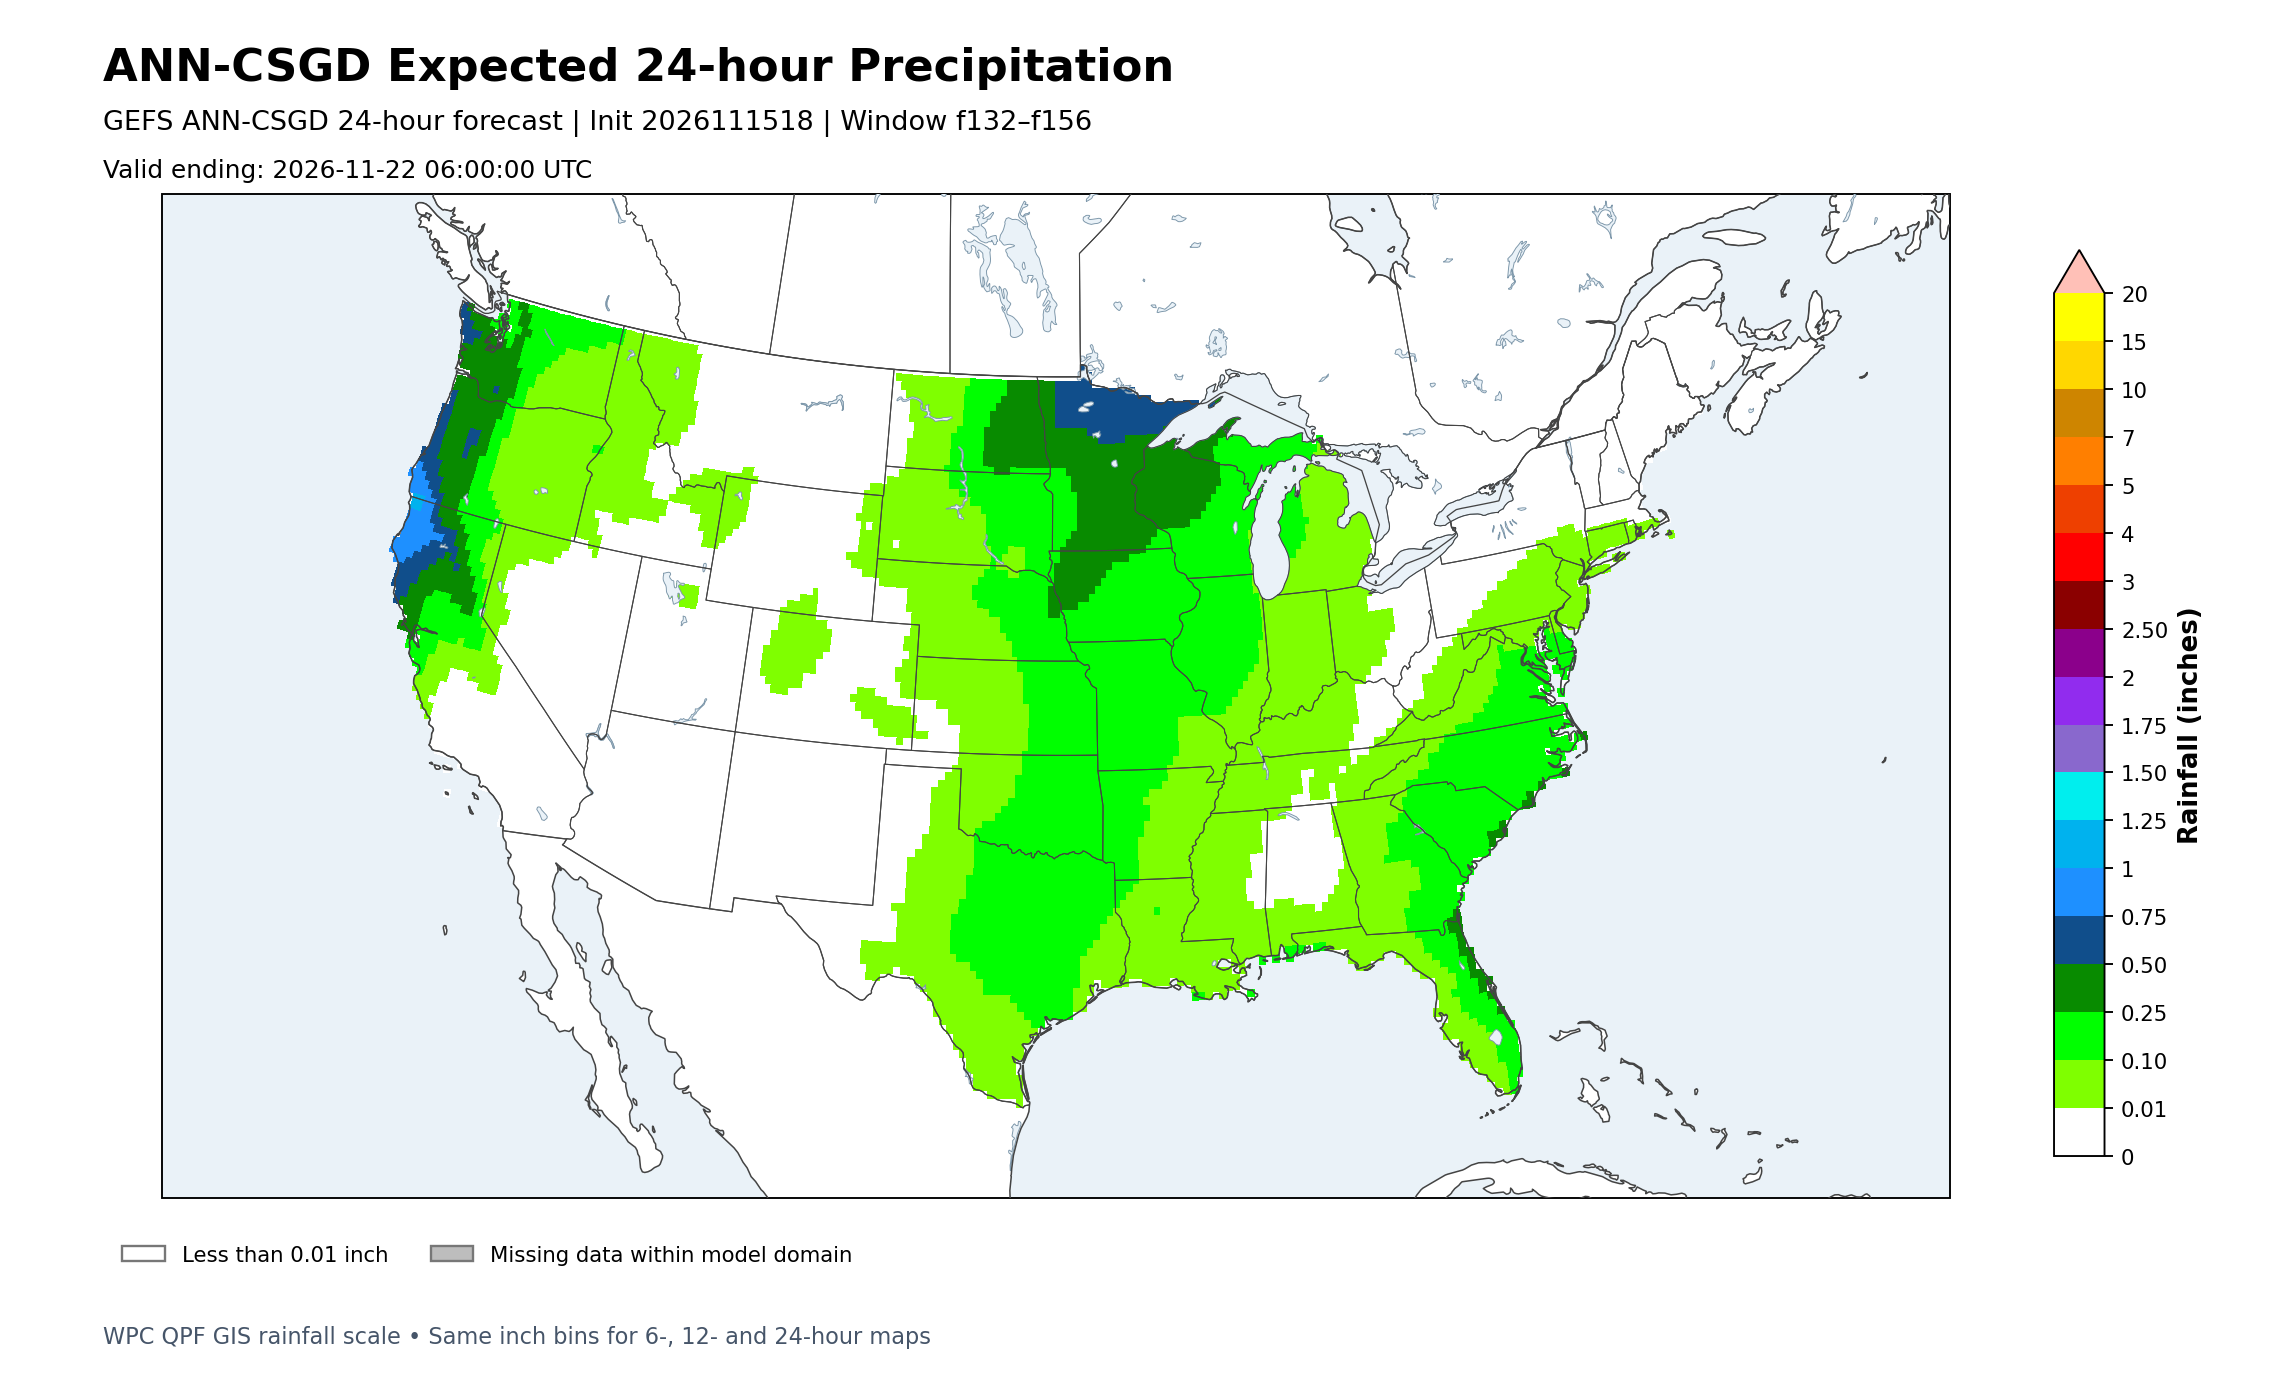 ANN-CSGD Expected 24-hour Precipitation
GEFS ANN-CSGD 24-hour forecast | Init 2026111518 | Window f132–f156
Valid ending: 2026-11-22 06:00:00 UTC
20
15
10
7
5
4
3
2.50
2
1.75
1.50
1.25
1
0.75
0.50
0.25
0.10
0.01
0
Rainfall (inches)
Less than 0.01 inch
Missing data within model domain
WPC QPF GIS rainfall scale • Same inch bins for 6-, 12- and 24-hour maps